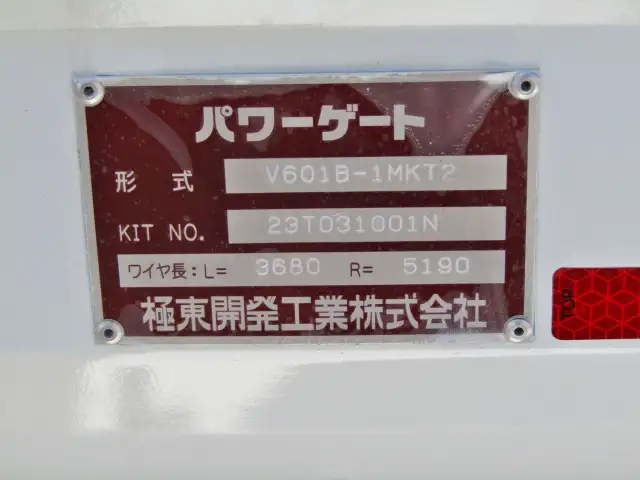 パワーゲート
形式 V601B-1MKT2
KIT NO. 23T031001N
ワイヤ長:L= 3680 R= 5190
極東開発工業株式会社
TOP